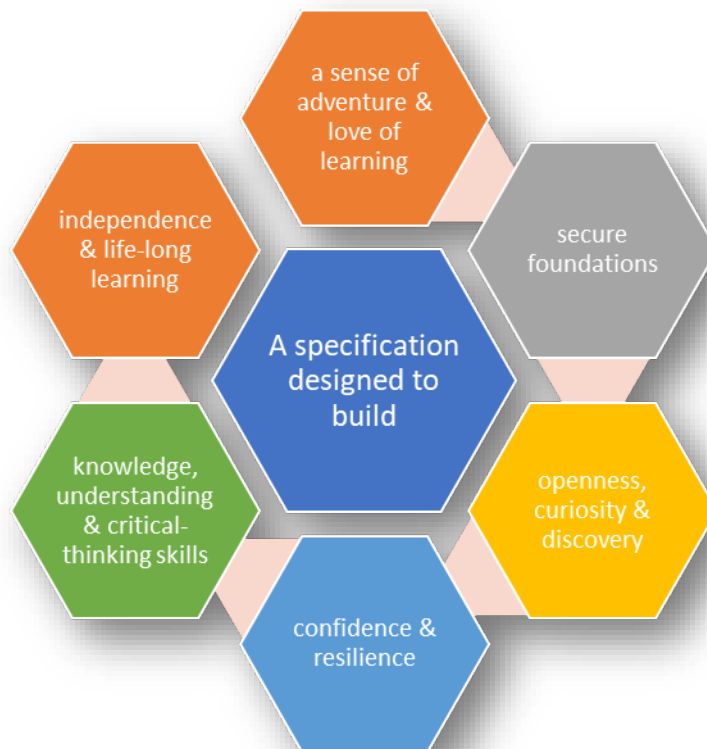 a sense of
adventure &
love of
learning
secure
foundations
openness,
curiosity &
discovery
confidence &
resilience
knowledge,
understanding
& critical-
thinking skills
independence
& life-long
learning
A specification
designed to
build